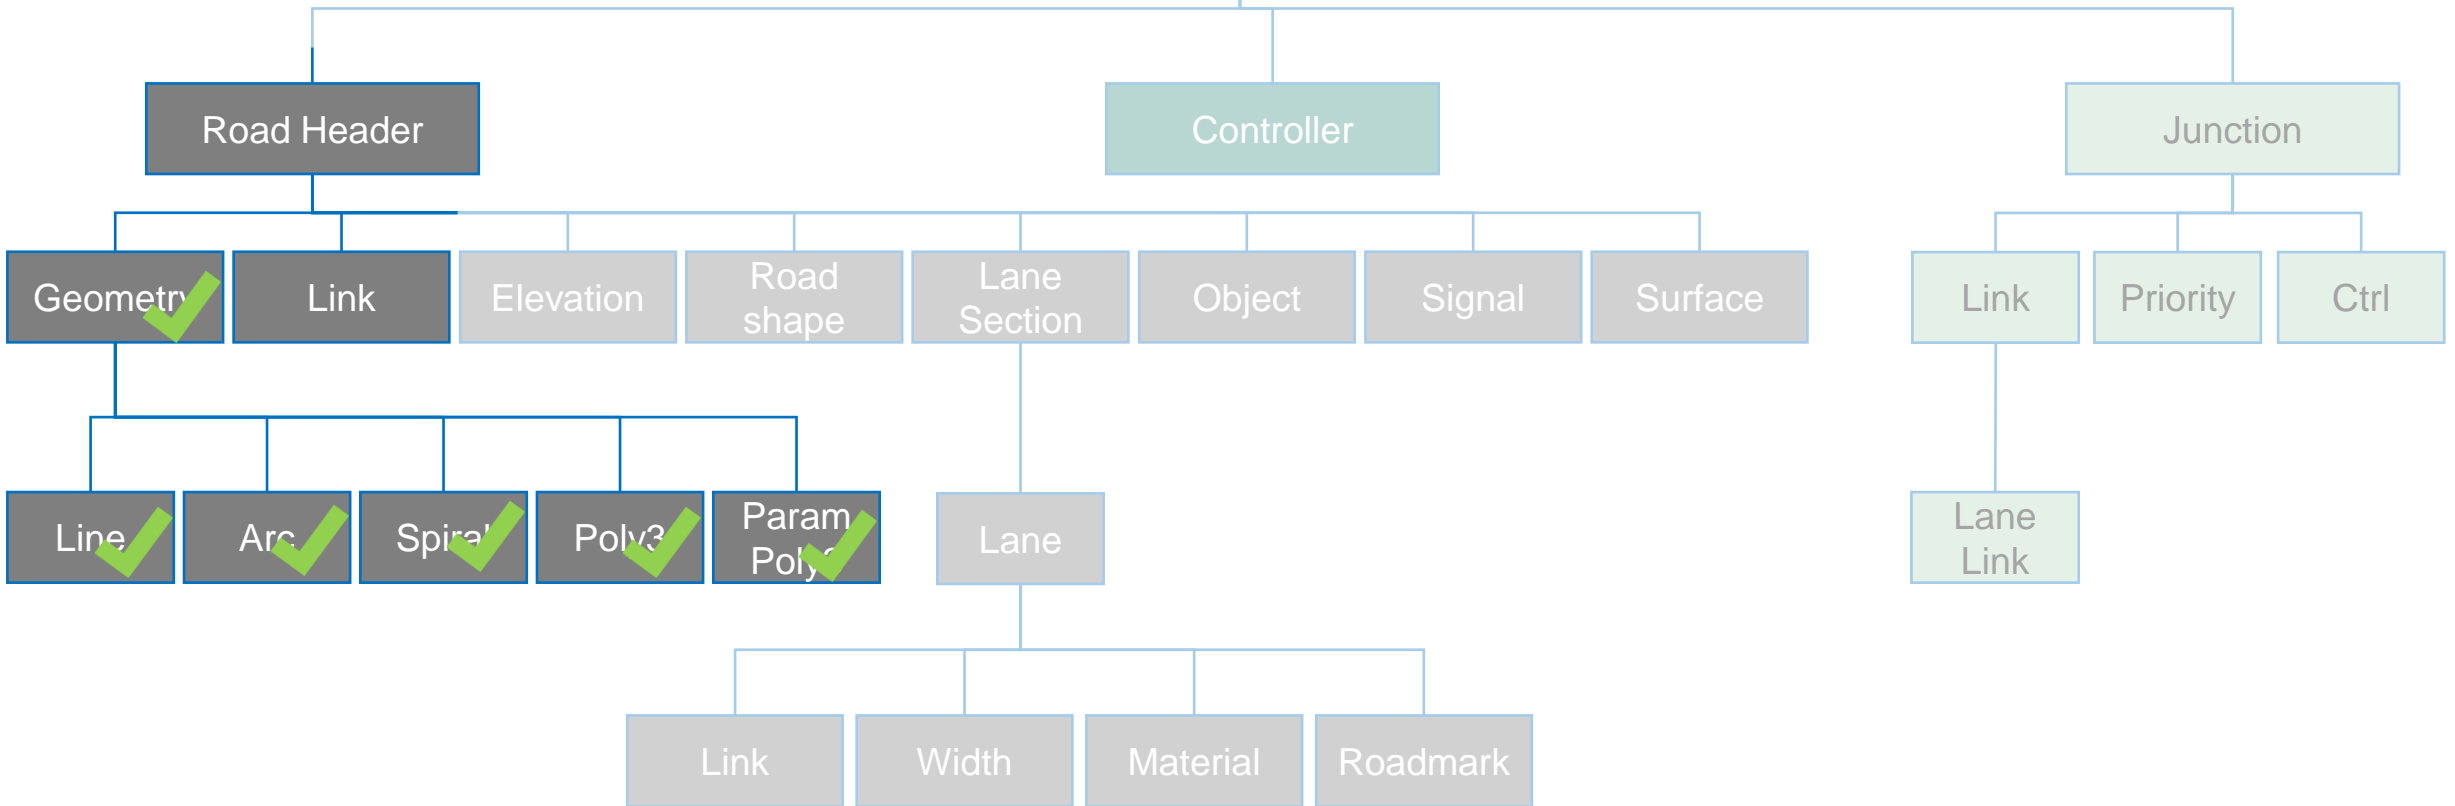 Road Header
Controller
Junction
Geometry
Link
Elevation
Road
shape
Lane
Section
Object
Signal
Surface
Link
Priority
Ctrl
Line
Arc
Spiral
Poly3
Param
Lane
Lane
Link
Link
Width
Material
Roadmark